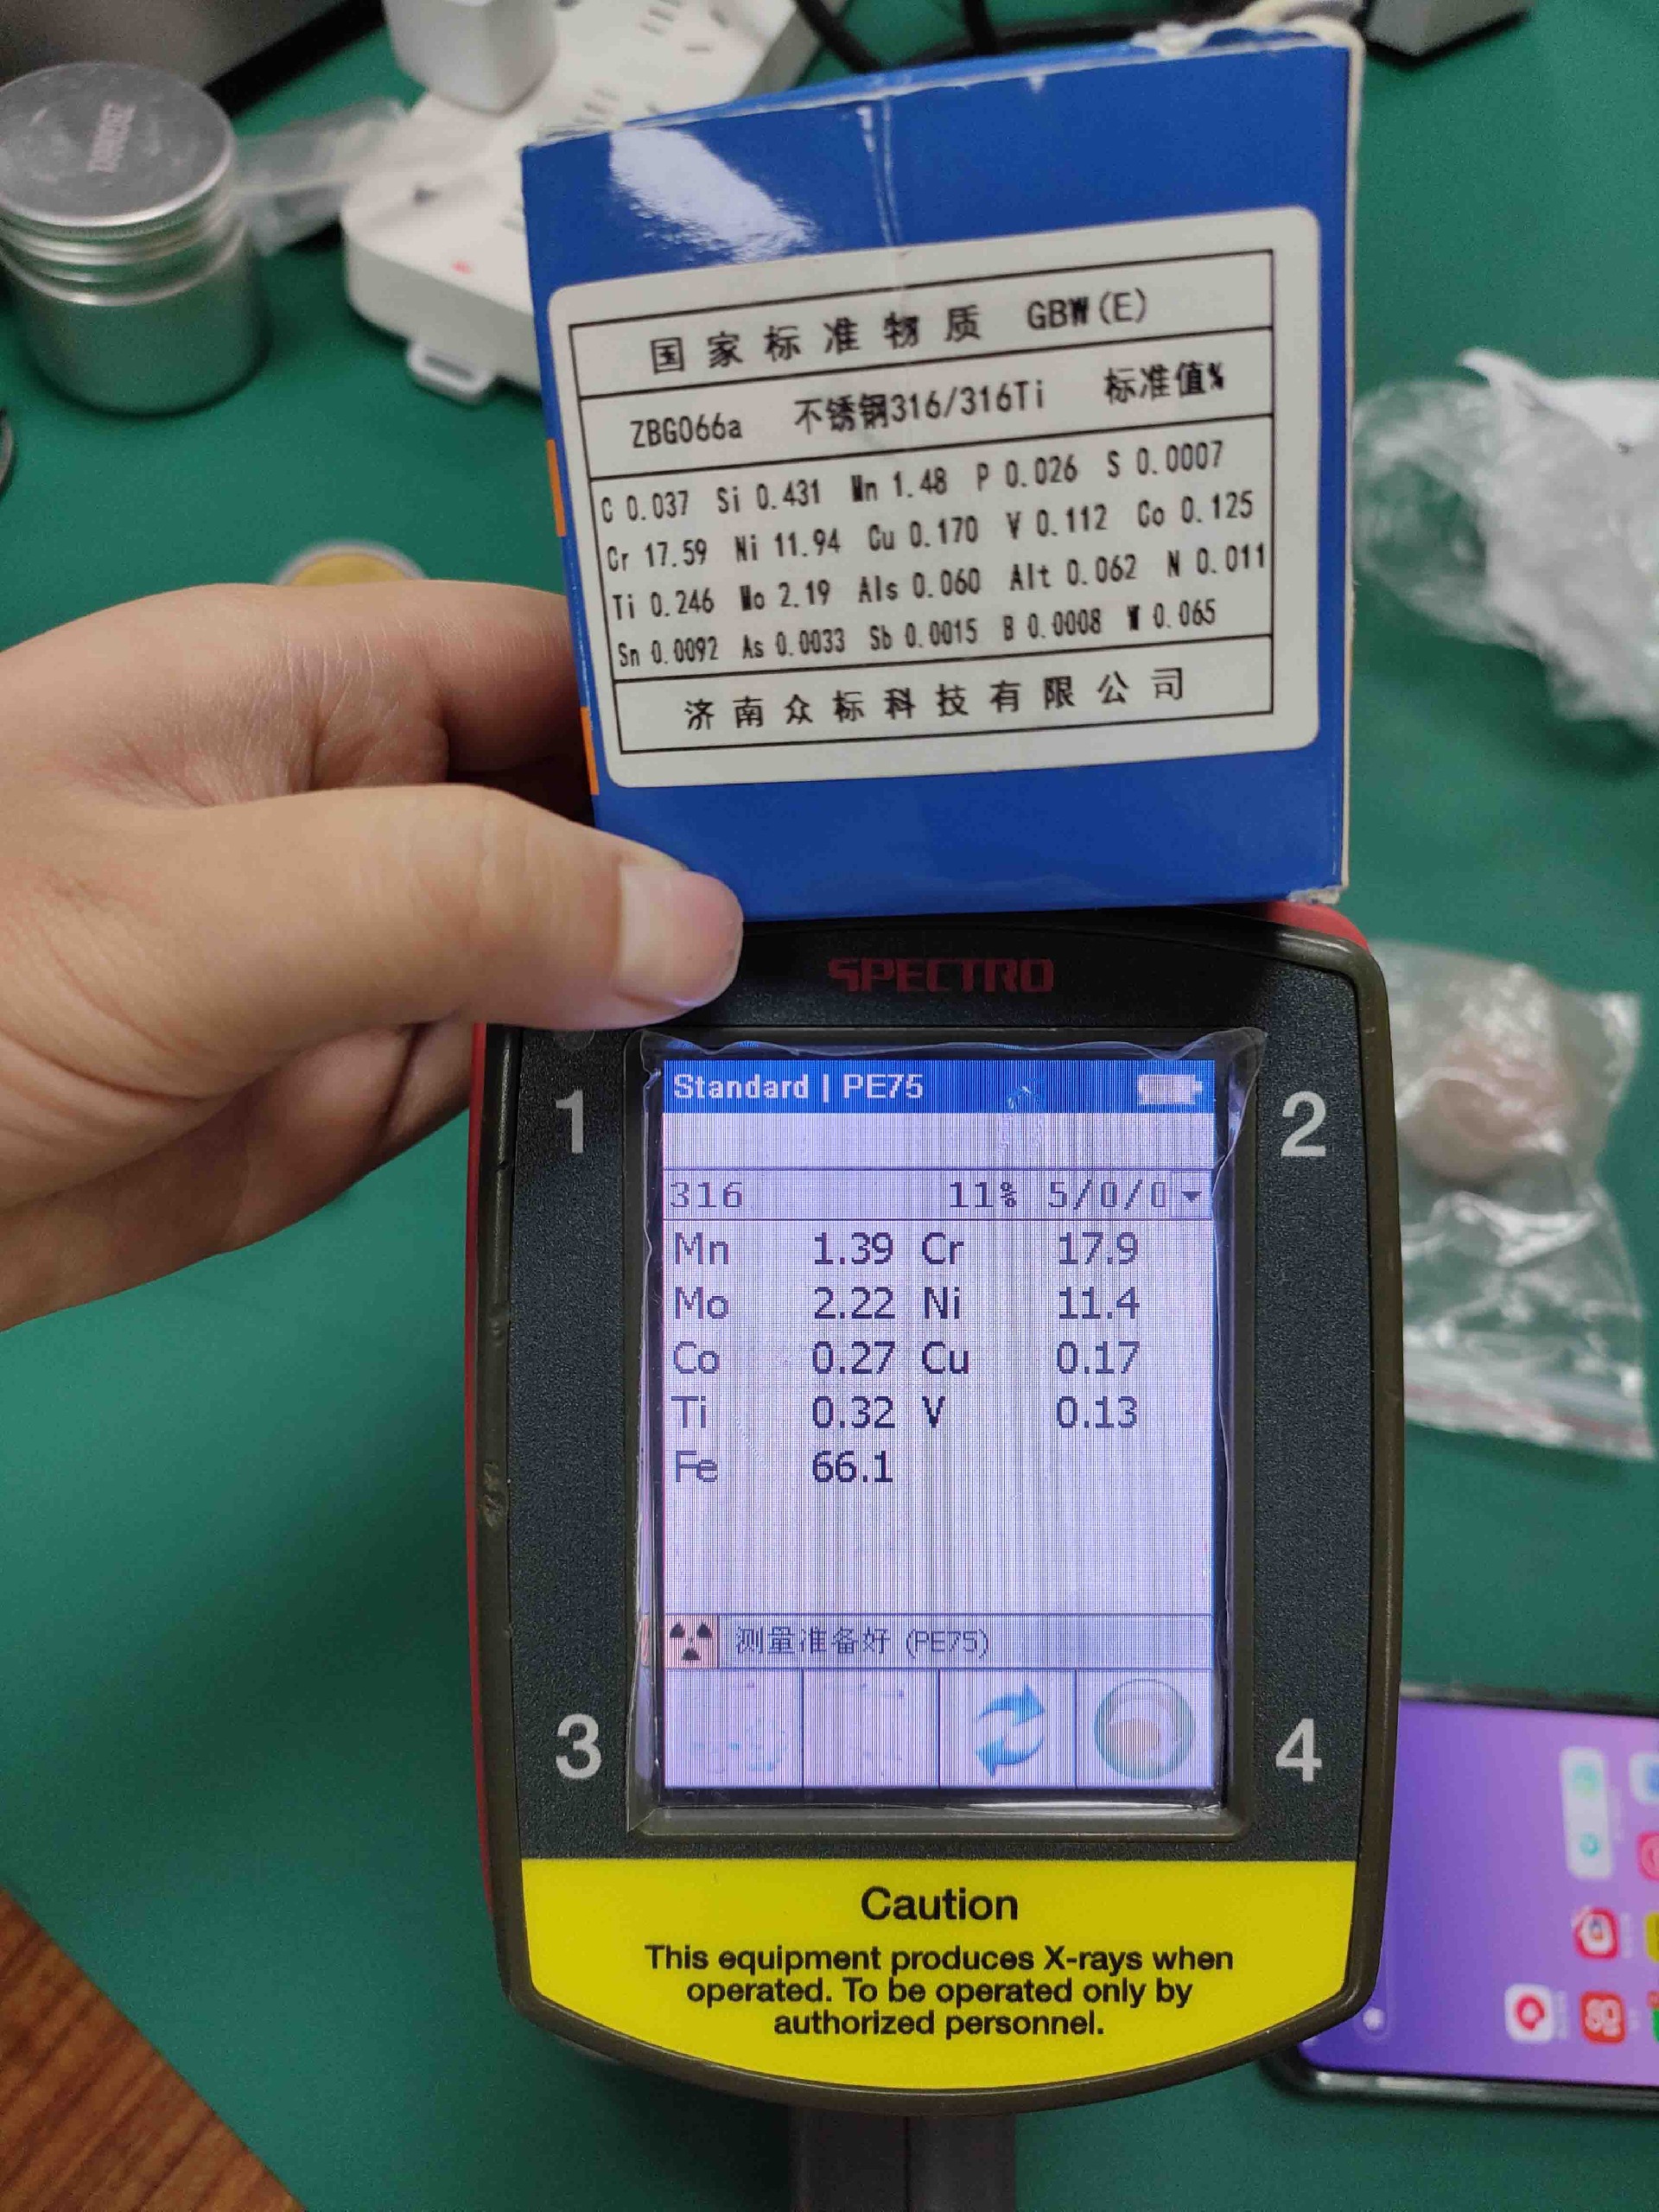 国家标准物质 GBW(E)
ZBG066a 不锈钢316/316Ti 标准值%
C 0.037 Si 0.431 Mn 1.48 P 0.026 S 0.0007
Cr 17.59 Ni 11.94 Cu 0.170 V 0.112 Co 0.125
Ti 0.246 Mo 2.19 Als 0.060 Alt 0.062 N 0.011
Sn 0.0092 As 0.0033 Sb 0.0015 B 0.0008 W 0.065
济南众标科技有限公司
SPECTRO
1 2
Standard | PE75
316 11% 5/0/0
Mn 1.39 Cr 17.9
Mo 2.22 Ni 11.4
Co 0.27 Cu 0.17
Ti 0.32 V 0.13
Fe 66.1
测量准备好 (PE75)
3 4
Caution
This equipment produces X-rays when
operated. To be operated only by
authorized personnel.